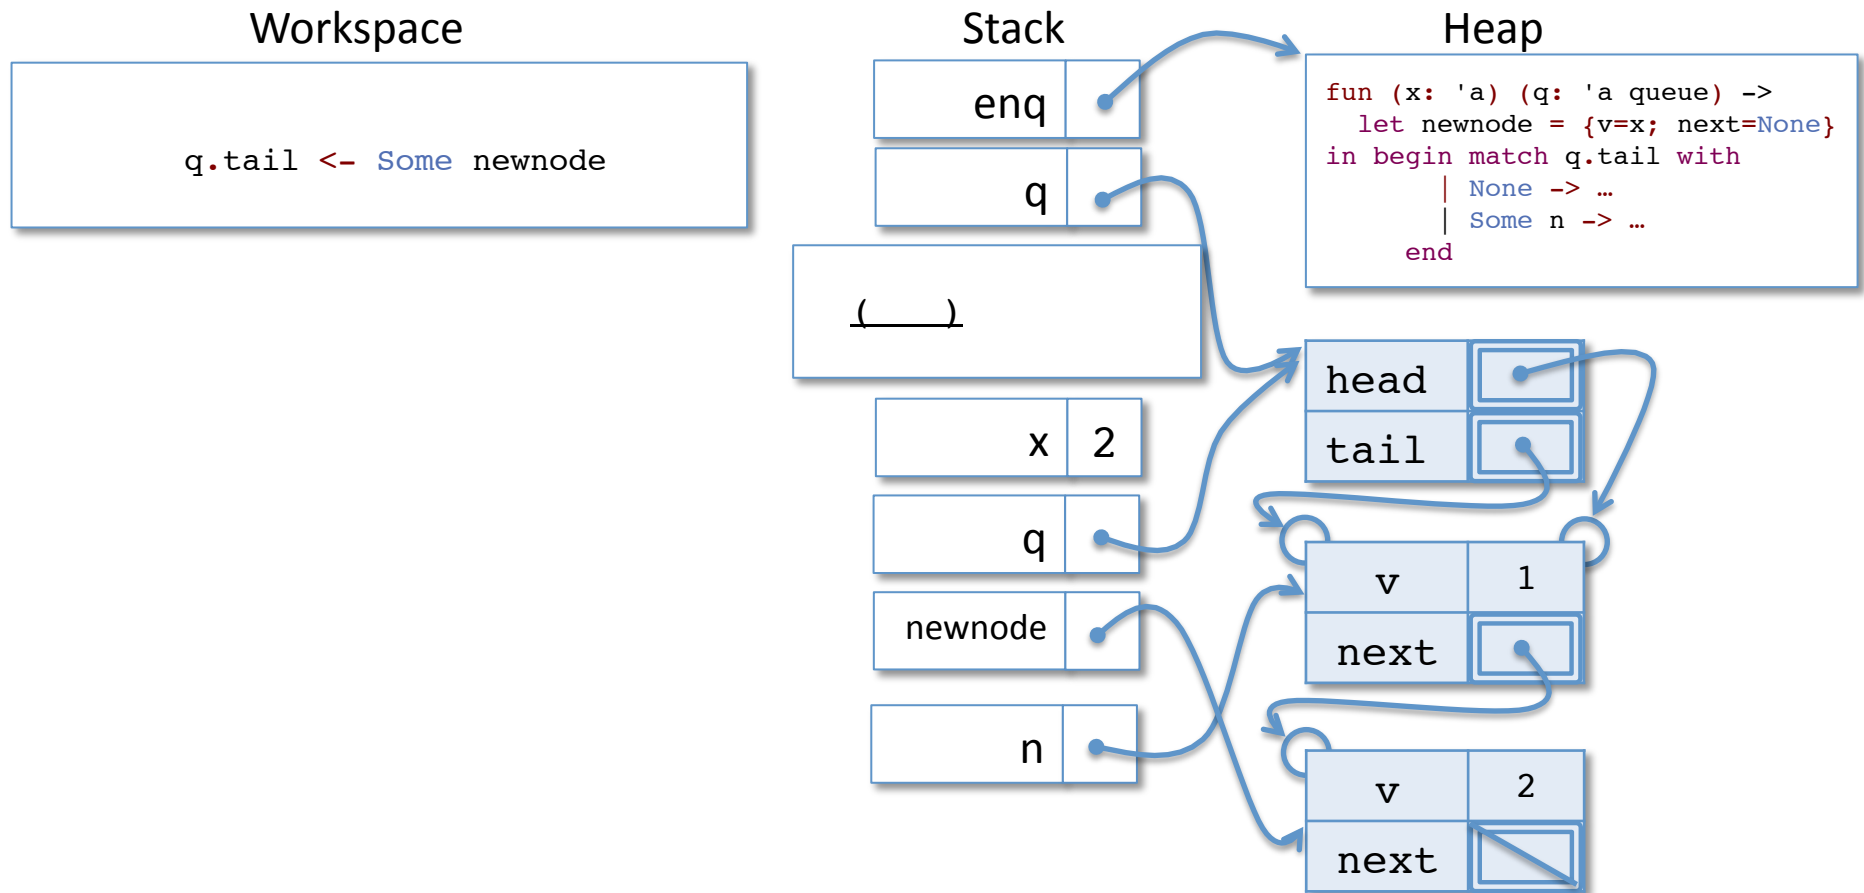 Workspace
q.tail <- Some newnode
Stack
enq
q
(    )
x 2
q
newnode
n
Heap
fun (x: 'a) (q: 'a queue) ->
let newnode = {v=x; next=None}
in begin match q.tail with
| None -> …
| Some n -> …
end
head
tail
v 1
next
v 2
next